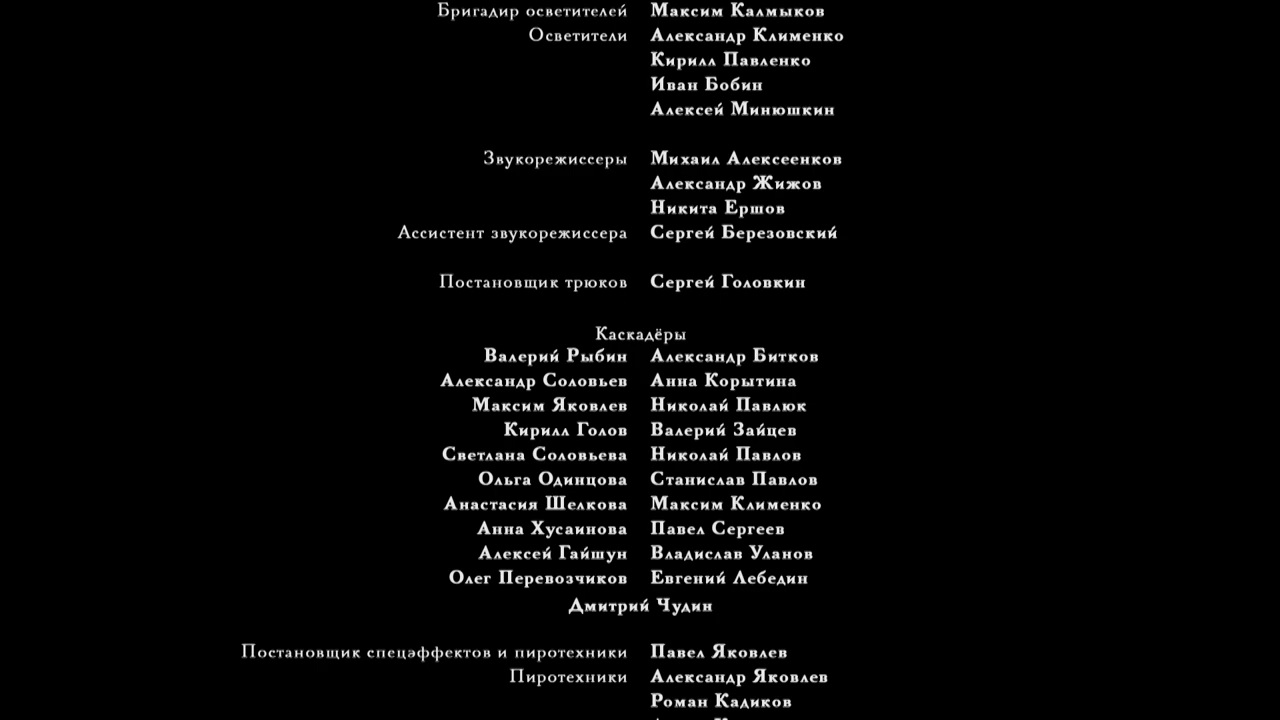 Бригадир осветителей Максим Калмыков
Осветители Александр Клименко
Кирилл Павленко
Иван Бобин
Алексей Минюшкин
Звукорежиссеры Михаил Алексеенков
Александр Жижов
Никита Ершов
Ассистент звукорежиссера Сергей Березовский
Постановщик трюков Сергей Головкин
Каскадёры
Валерий Рыбин Александр Битков
Александр Соловьев Анна Корытина
Максим Яковлев Николай Павлюк
Кирилл Голов Валерий Зайцев
Светлана Соловьева Николай Павлов
Ольга Одинцова Станислав Павлов
Анастасия Шелкова Максим Клименко
Анна Хусаинова Павел Сергеев
Алексей Гайшун Владислав Уланов
Олег Перевозчиков Евгений Лебедин
Дмитрий Чудин
Постановщик спецэффектов и пиротехники Павел Яковлев
Пиротехники Александр Яковлев
Роман Кадиков